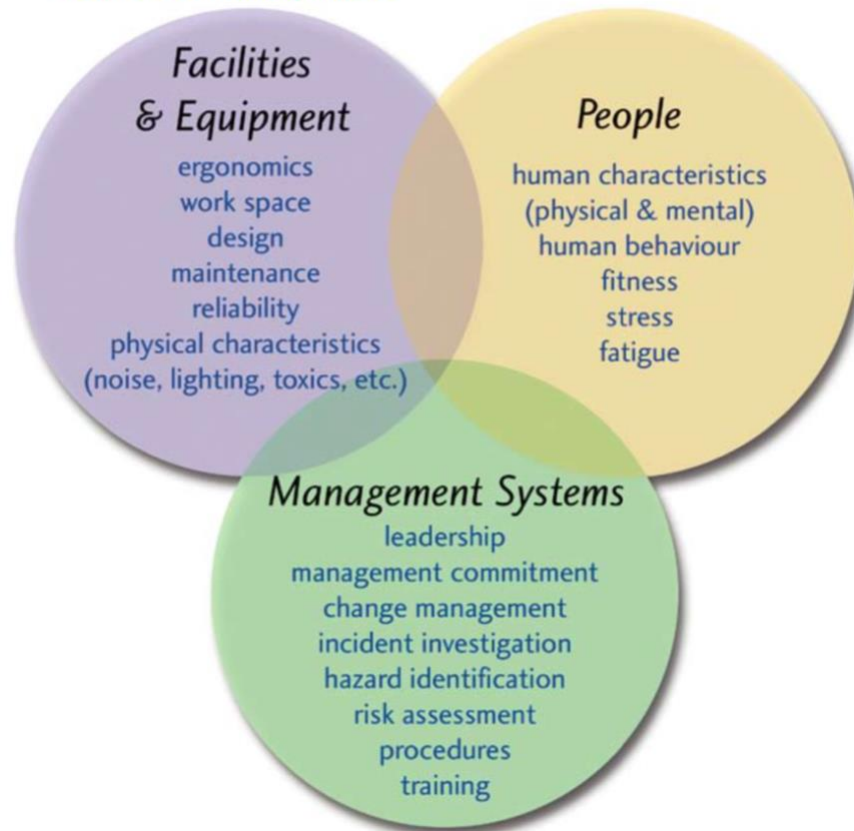 Facilities
& Equipment
ergonomics
work space
design
maintenance
reliability
physical characteristics
(noise, lighting, toxics, etc.)
People
human characteristics
(physical & mental)
human behaviour
fitness
stress
fatigue
Management Systems
leadership
management commitment
change management
incident investigation
hazard identification
risk assessment
procedures
training